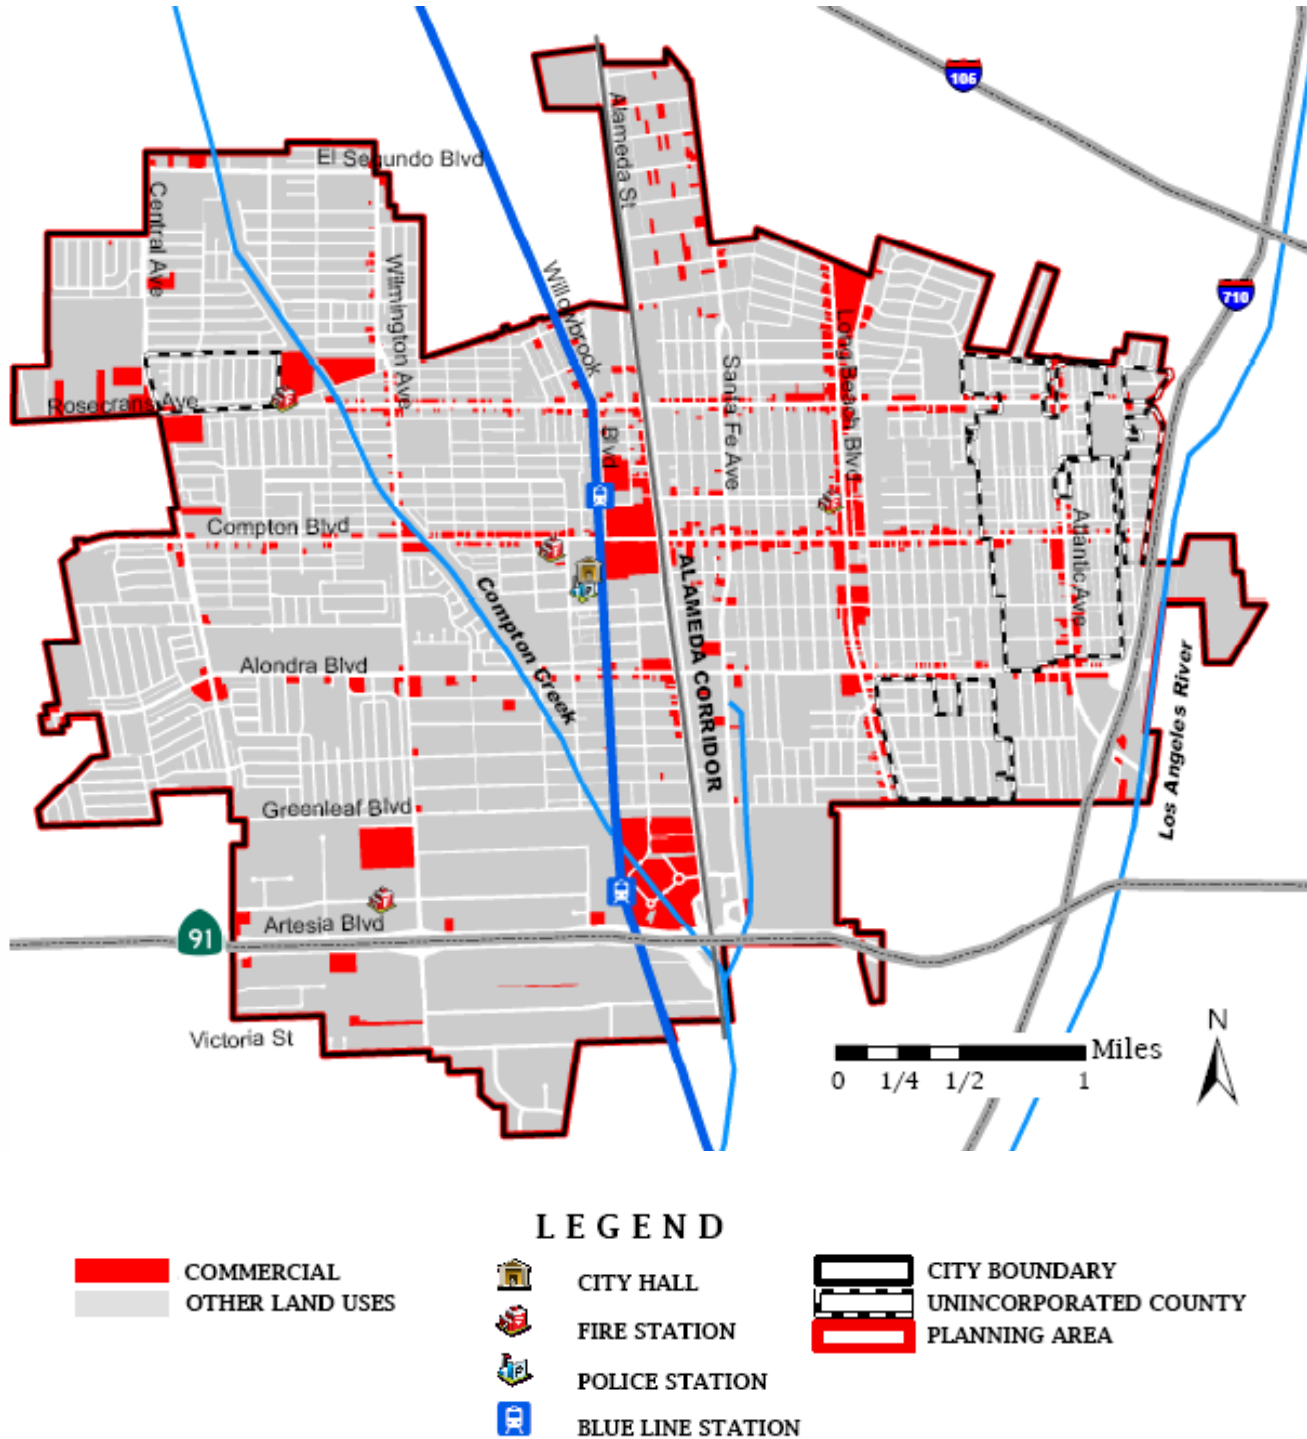 105
Alameda St
El Segundo Blvd
Central Ave
Willowbrook
Wilmington Ave
710
Long Beach Blvd
Santa Fe Ave
Rosecrans Ave
Blvd
Compton Blvd
Atlantic Ave
ALAMEDA CORRIDOR
Compton Creek
Alondra Blvd
Los Angeles River
Greenleaf Blvd
Artesia Blvd
91
Victoria St
N
Miles
0 1/4 1/2 1
LEGEND
COMMERCIAL
OTHER LAND USES
CITY HALL
FIRE STATION
POLICE STATION
BLUE LINE STATION
CITY BOUNDARY
UNINCORPORATED COUNTY
PLANNING AREA